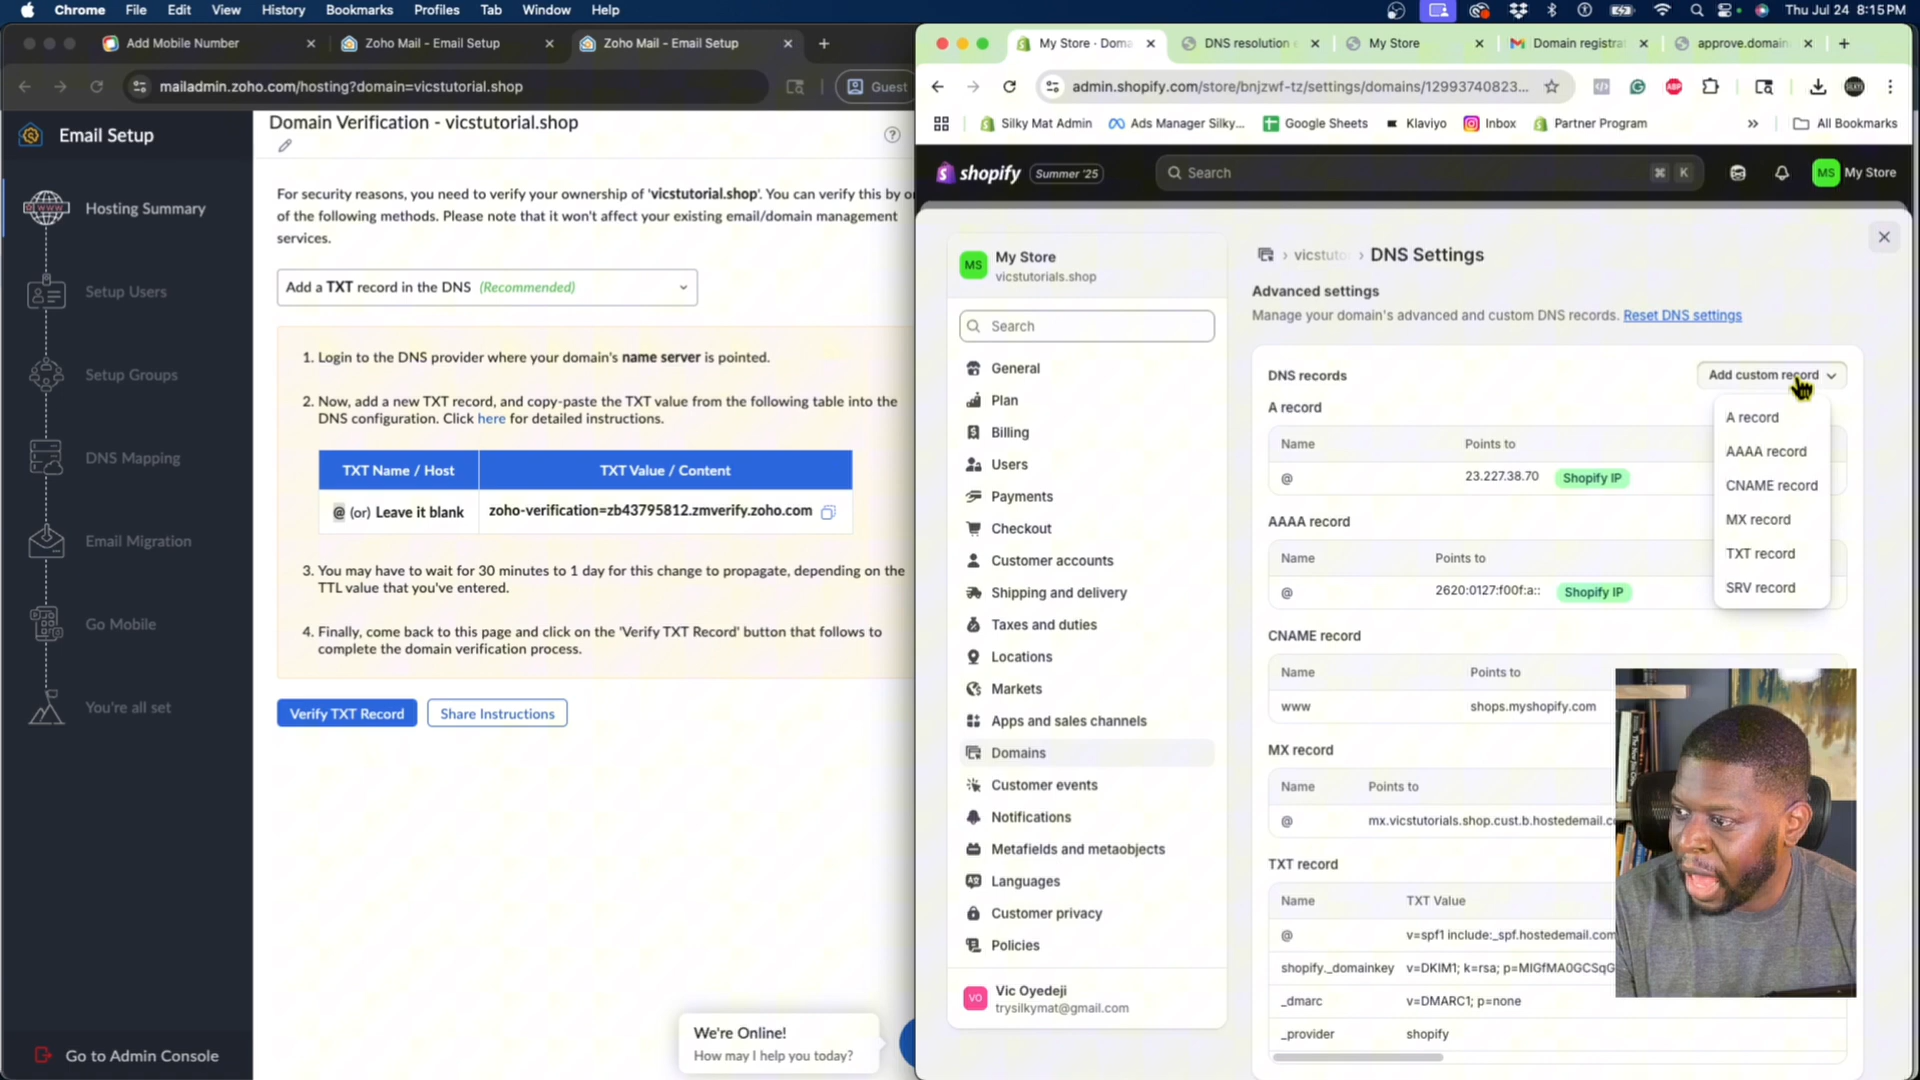 Chrome File Edit View History Bookmarks Profiles Tab Window Help
Thu Jul 24 8:15 PM
Add Mobile Number
Zoho Mail - Email Setup
Zoho Mail - Email Setup
mailadmin.zoho.com/hosting?domain=vicstutorial.shop
Guest
Email Setup
Hosting Summary
Setup Users
Setup Groups
DNS Mapping
Email Migration
Go Mobile
You're all set
Go to Admin Console
Domain Verification - vicstutorial.shop
For security reasons, you need to verify your ownership of 'vicstutorial.shop'. You can verify this by
of the following methods. Please note that it won't affect your existing email/domain management
services.
Add a TXT record in the DNS (Recommended)
1. Login to the DNS provider where your domain's name server is pointed.
2. Now, add a new TXT record, and copy-paste the TXT value from the following table into the
DNS configuration. Click here for detailed instructions.
TXT Name / Host TXT Value / Content
@ (or) Leave it blank zoho-verification=zb43795812.zmverify.zoho.com
3. You may have to wait for 30 minutes to 1 day for this change to propagate, depending on the
TTL value that you've entered.
4. Finally, come back to this page and click on the 'Verify TXT Record' button that follows to
complete the domain verification process.
Verify TXT Record Share Instructions
We're Online!
How may I help you today?
My Store · Doma
DNS resolution
My Store
Domain registra
approve.domain
admin.shopify.com/store/bnjzwf-tz/settings/domains/12993740823...
ABP
Silky Mat Admin
Ads Manager Silky...
Google Sheets
Klaviyo
Inbox
Partner Program
» All Bookmarks
shopify Summer '25
Search
⌘ K
MS My Store
MS My Store
vicstutorials.shop
Search
General
Plan
Billing
Users
Payments
Checkout
Customer accounts
Shipping and delivery
Taxes and duties
Locations
Markets
Apps and sales channels
Domains
Customer events
Notifications
Metafields and metaobjects
Languages
Customer privacy
Policies
VO Vic Oyedeji
trysilkymat@gmail.com
› vicstuto › DNS Settings
Advanced settings
Manage your domain's advanced and custom DNS records. Reset DNS settings
DNS records Add custom record
A record
AAAA record
CNAME record
MX record
TXT record
SRV record
A record
Name Points to
@ 23.227.38.70 Shopify IP
AAAA record
Name Points to
@ 2620:0127:f00f:a:: Shopify IP
CNAME record
Name Points to
www shops.myshopify.com
MX record
Name Points to
@ mx.vicstutorials.shop.cust.b.hostedemail.c
TXT record
Name TXT Value
@ v=spf1 include:_spf.hostedemail.com
shopify._domainkey v=DKIM1; k=rsa; p=MIGfMA0GCSqG
_dmarc v=DMARC1; p=none
_provider shopify